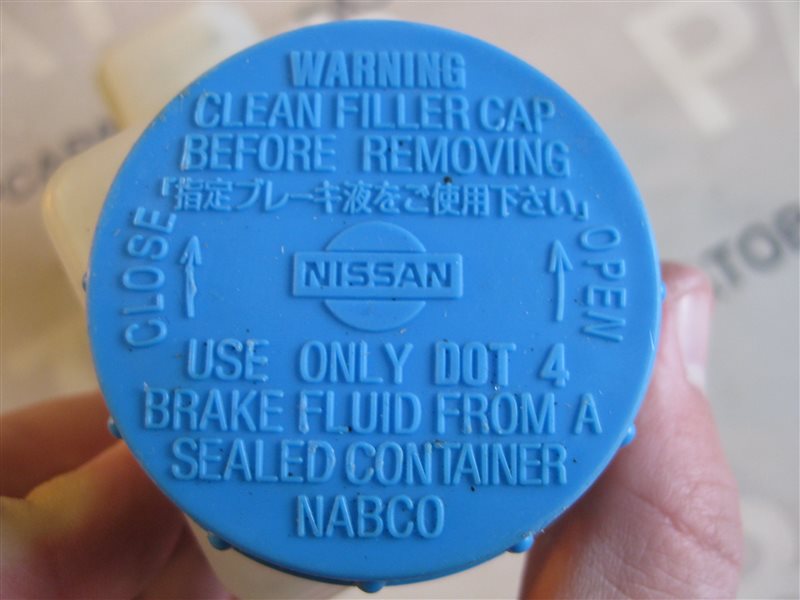 WARNING
CLEAN FILLER CAP
BEFORE REMOVING
「指定ブレーキ液をご使用下さい」
CLOSE
OPEN
NISSAN
USE ONLY DOT 4
BRAKE FLUID FROM A
SEALED CONTAINER
NABCO